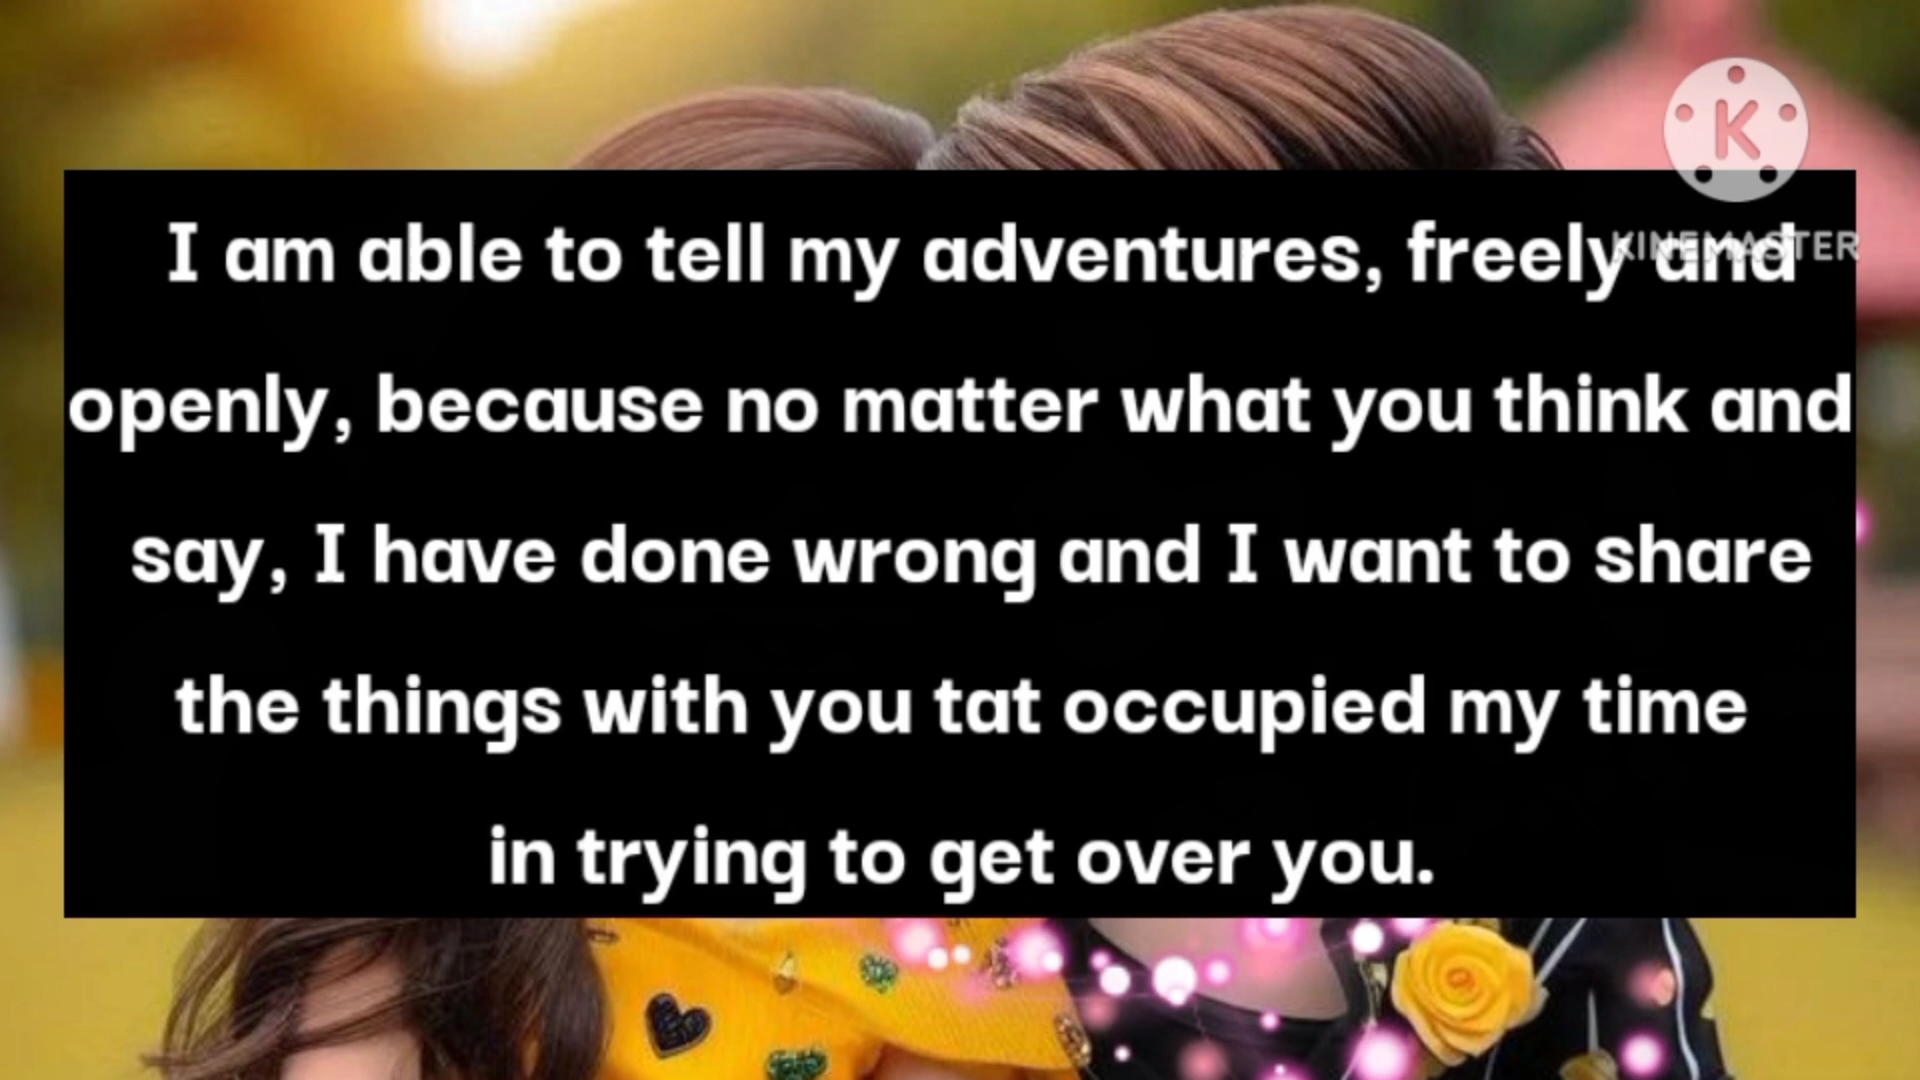 K
KINEMASTER
I am able to tell my adventures, freely and
openly, because no matter what you think and
say, I have done wrong and I want to share
the things with you tat occupied my time
in trying to get over you.